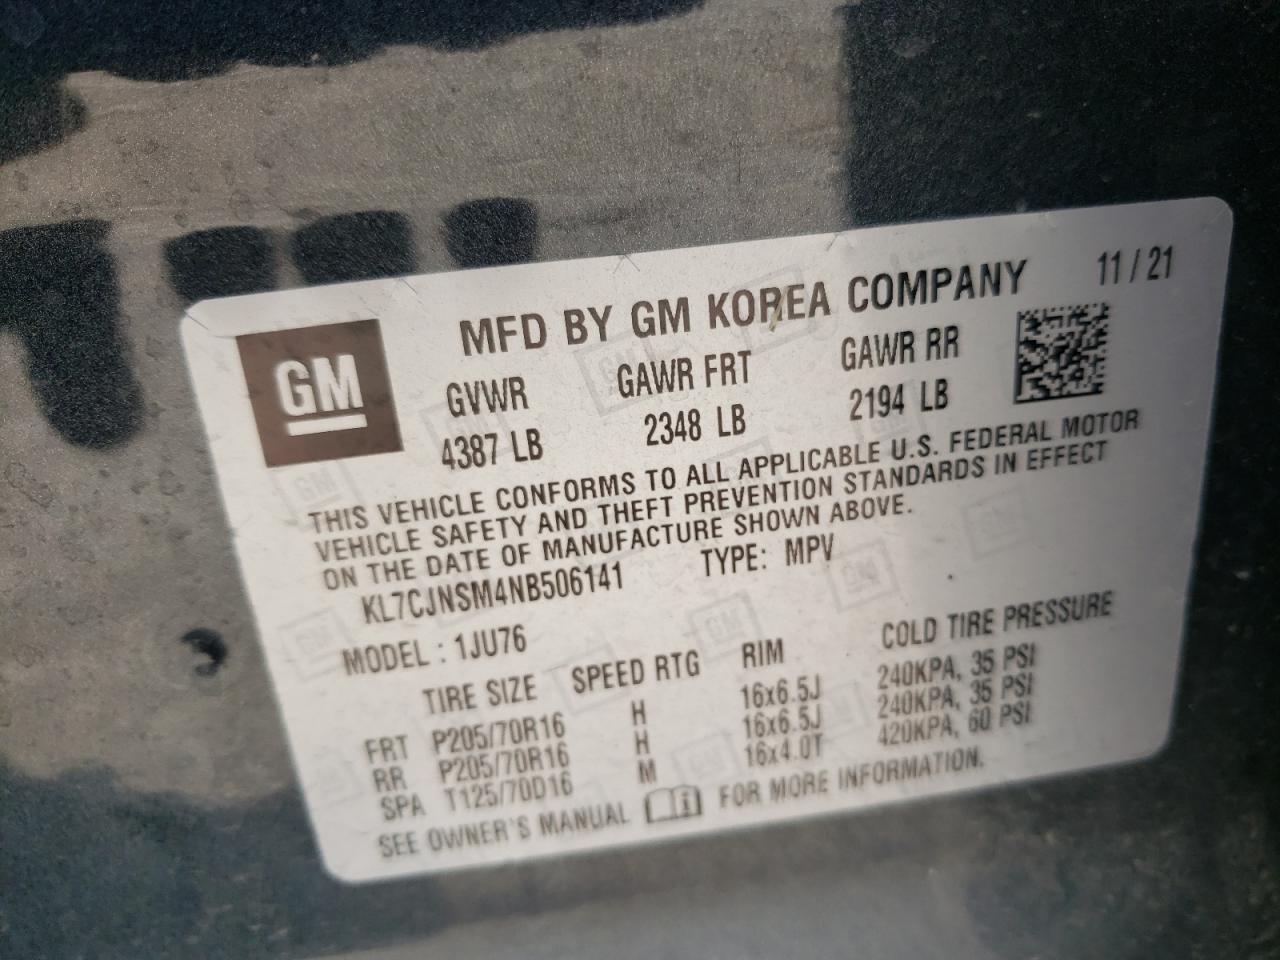 MFD BY GM KOREA COMPANY 11/21
GM
GVWR GAWR FRT GAWR RR
4387 LB 2348 LB 2194 LB
THIS VEHICLE CONFORMS TO ALL APPLICABLE U.S. FEDERAL MOTOR
VEHICLE SAFETY AND THEFT PREVENTION STANDARDS IN EFFECT
ON THE DATE OF MANUFACTURE SHOWN ABOVE.
KL7CJNSM4NB506141 TYPE: MPV
MODEL : 1JU76
TIRE SIZE SPEED RTG RIM COLD TIRE PRESSURE
FRT P205/70R16 H 16x6.5J 240KPA, 35 PSI
RR P205/70R16 H 16x6.5J 240KPA, 35 PSI
SPA T125/70D16 M 16x4.0T 420KPA, 60 PSI
SEE OWNER'S MANUAL FOR MORE INFORMATION.